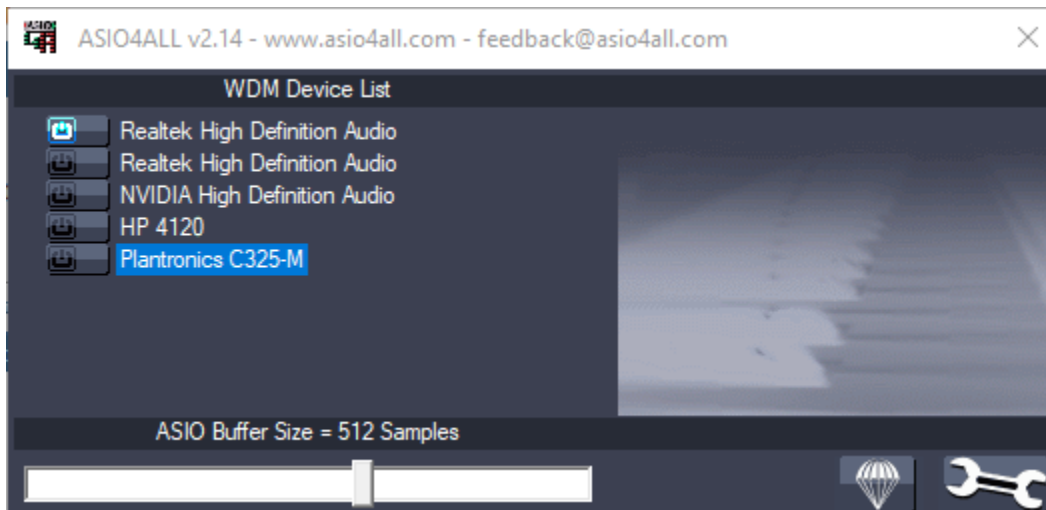 ASIO4ALL v2.14 - www.asio4all.com - feedback@asio4all.com
WDM Device List
Realtek High Definition Audio
Realtek High Definition Audio
NVIDIA High Definition Audio
HP 4120
Plantronics C325-M
ASIO Buffer Size = 512 Samples